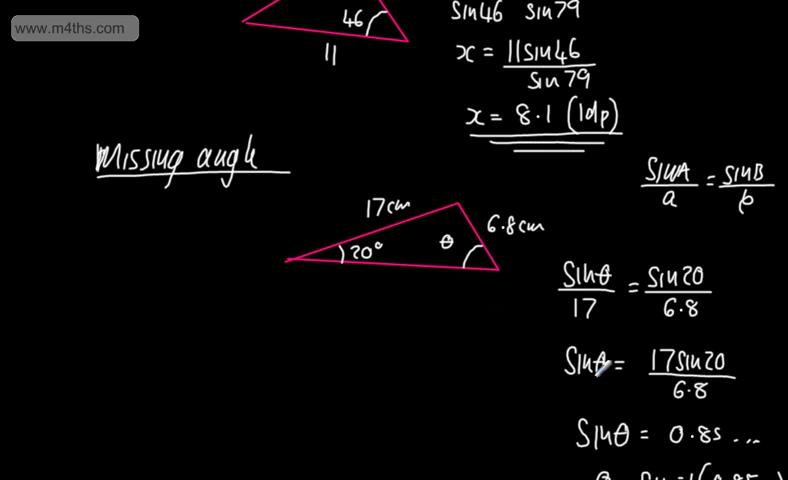 www.m4ths.com
46
11
sin46 sin79
x = 11sin46
sin79
x = 8.1 (1dp)
Missing angle
sinA = sinB
a b
17cm
6.8cm
20°
θ
Sinθ = Sin20
17 6.8
Sinθ = 17Sin20
6.8
Sinθ = 0.85 ...